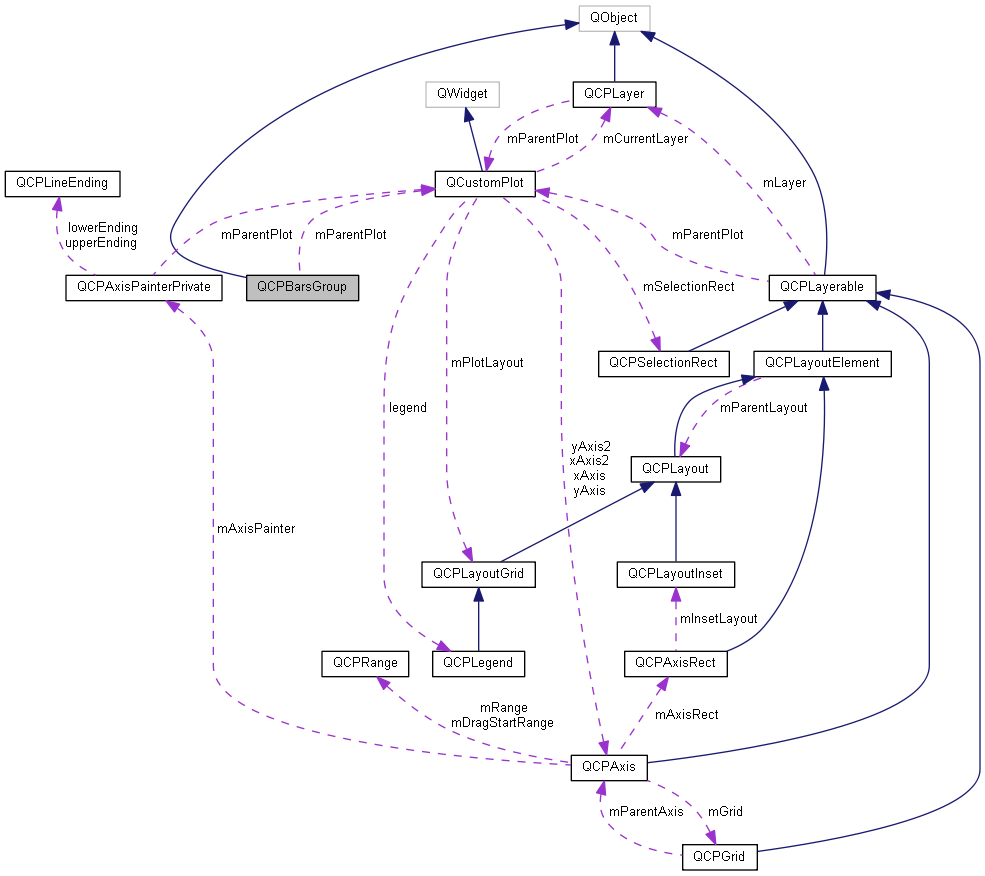 QObject
QWidget
QCPLayer
mParentPlot
mCurrentLayer
QCPLineEnding
QCustomPlot
mLayer
lowerEnding
upperEnding
mParentPlot
mParentPlot
mParentPlot
QCPAxisPainterPrivate
QCPBarsGroup
mSelectionRect
QCPLayerable
mPlotLayout
QCPSelectionRect
QCPLayoutElement
legend
mParentLayout
yAxis2
xAxis2
xAxis
yAxis
QCPLayout
mAxisPainter
QCPLayoutGrid
QCPLayoutInset
mInsetLayout
QCPRange
QCPLegend
QCPAxisRect
mRange
mDragStartRange
mAxisRect
QCPAxis
mParentAxis
mGrid
QCPGrid